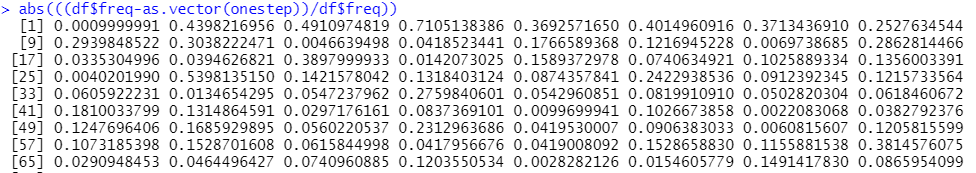 > abs(((df$freq-as.vector(onestep))/df$freq))
[1] 0.0009999991 0.4398216956 0.4910974819 0.7105138386 0.3692571650 0.4014960916 0.3713436910 0.2527634544
[9] 0.2939848522 0.3038222471 0.0046639498 0.0418523441 0.1766589368 0.1216945228 0.0069738685 0.2862814466
[17] 0.0335304996 0.0394626821 0.3897999933 0.0142073025 0.1589372978 0.0740634921 0.1025889334 0.1356003391
[25] 0.0040201990 0.5398135150 0.1421578042 0.1318403124 0.0874357841 0.2422938536 0.0912392345 0.1215733564
[33] 0.0605922231 0.0134654295 0.0547237962 0.2759840601 0.0542960851 0.0819910910 0.0502820304 0.0618460672
[41] 0.1810033799 0.1314864591 0.0297176161 0.0837369101 0.0099699941 0.1026673858 0.0022083068 0.0382792376
[49] 0.1247696406 0.1685929895 0.0560220537 0.2312963686 0.0419530007 0.0906383033 0.0060815607 0.1205815599
[57] 0.1073185398 0.1528701608 0.0615844998 0.0417956676 0.0419008092 0.1528658830 0.1155881538 0.3814576075
[65] 0.0290948453 0.0464496427 0.0740960885 0.1203550534 0.0028282126 0.0154605779 0.1491417830 0.0865954099